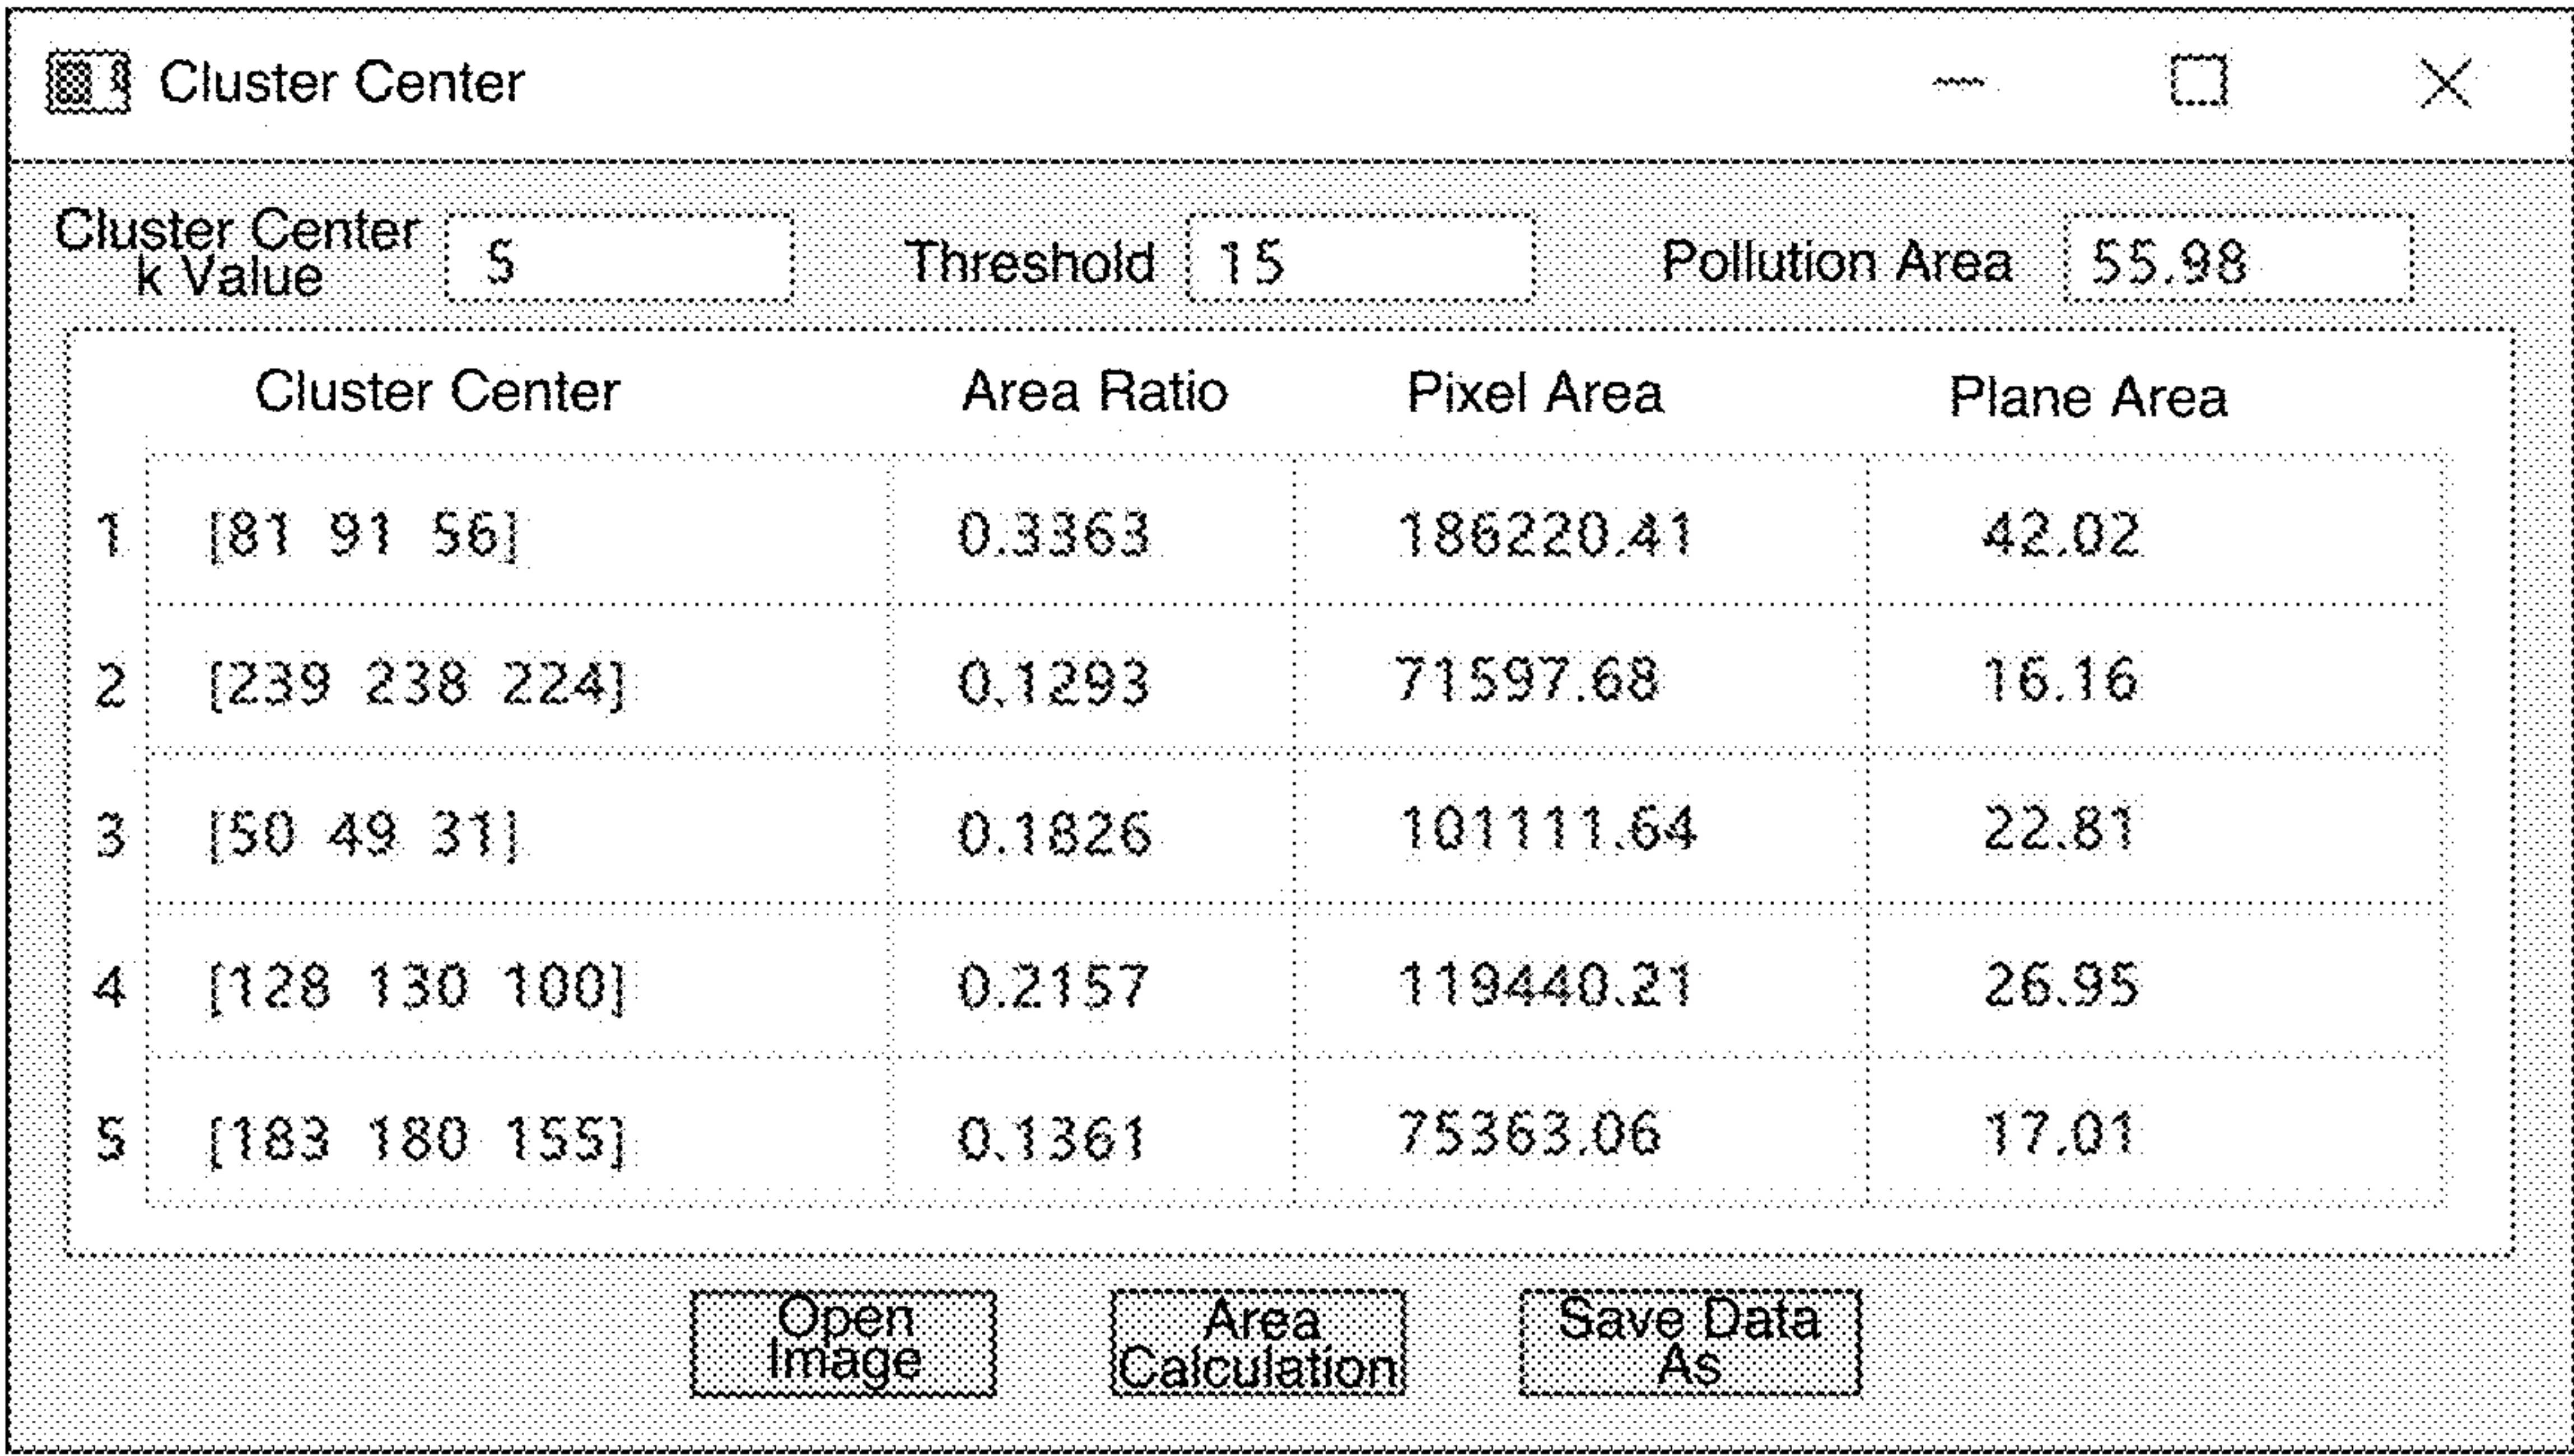 Cluster Center
Cluster Center k Value 5 Threshold 15 Pollution Area 55.98
Cluster Center Area Ratio Pixel Area Plane Area
1 [81 91 56] 0.3363 186220.41 42.02
2 [239 238 224] 0.1293 71597.68 16.16
3 [50 49 31] 0.1826 101111.64 22.81
4 [128 130 100] 0.2157 119440.21 26.95
5 [183 180 155] 0.1361 75363.06 17.01
Open Image Area Calculation Save Data As